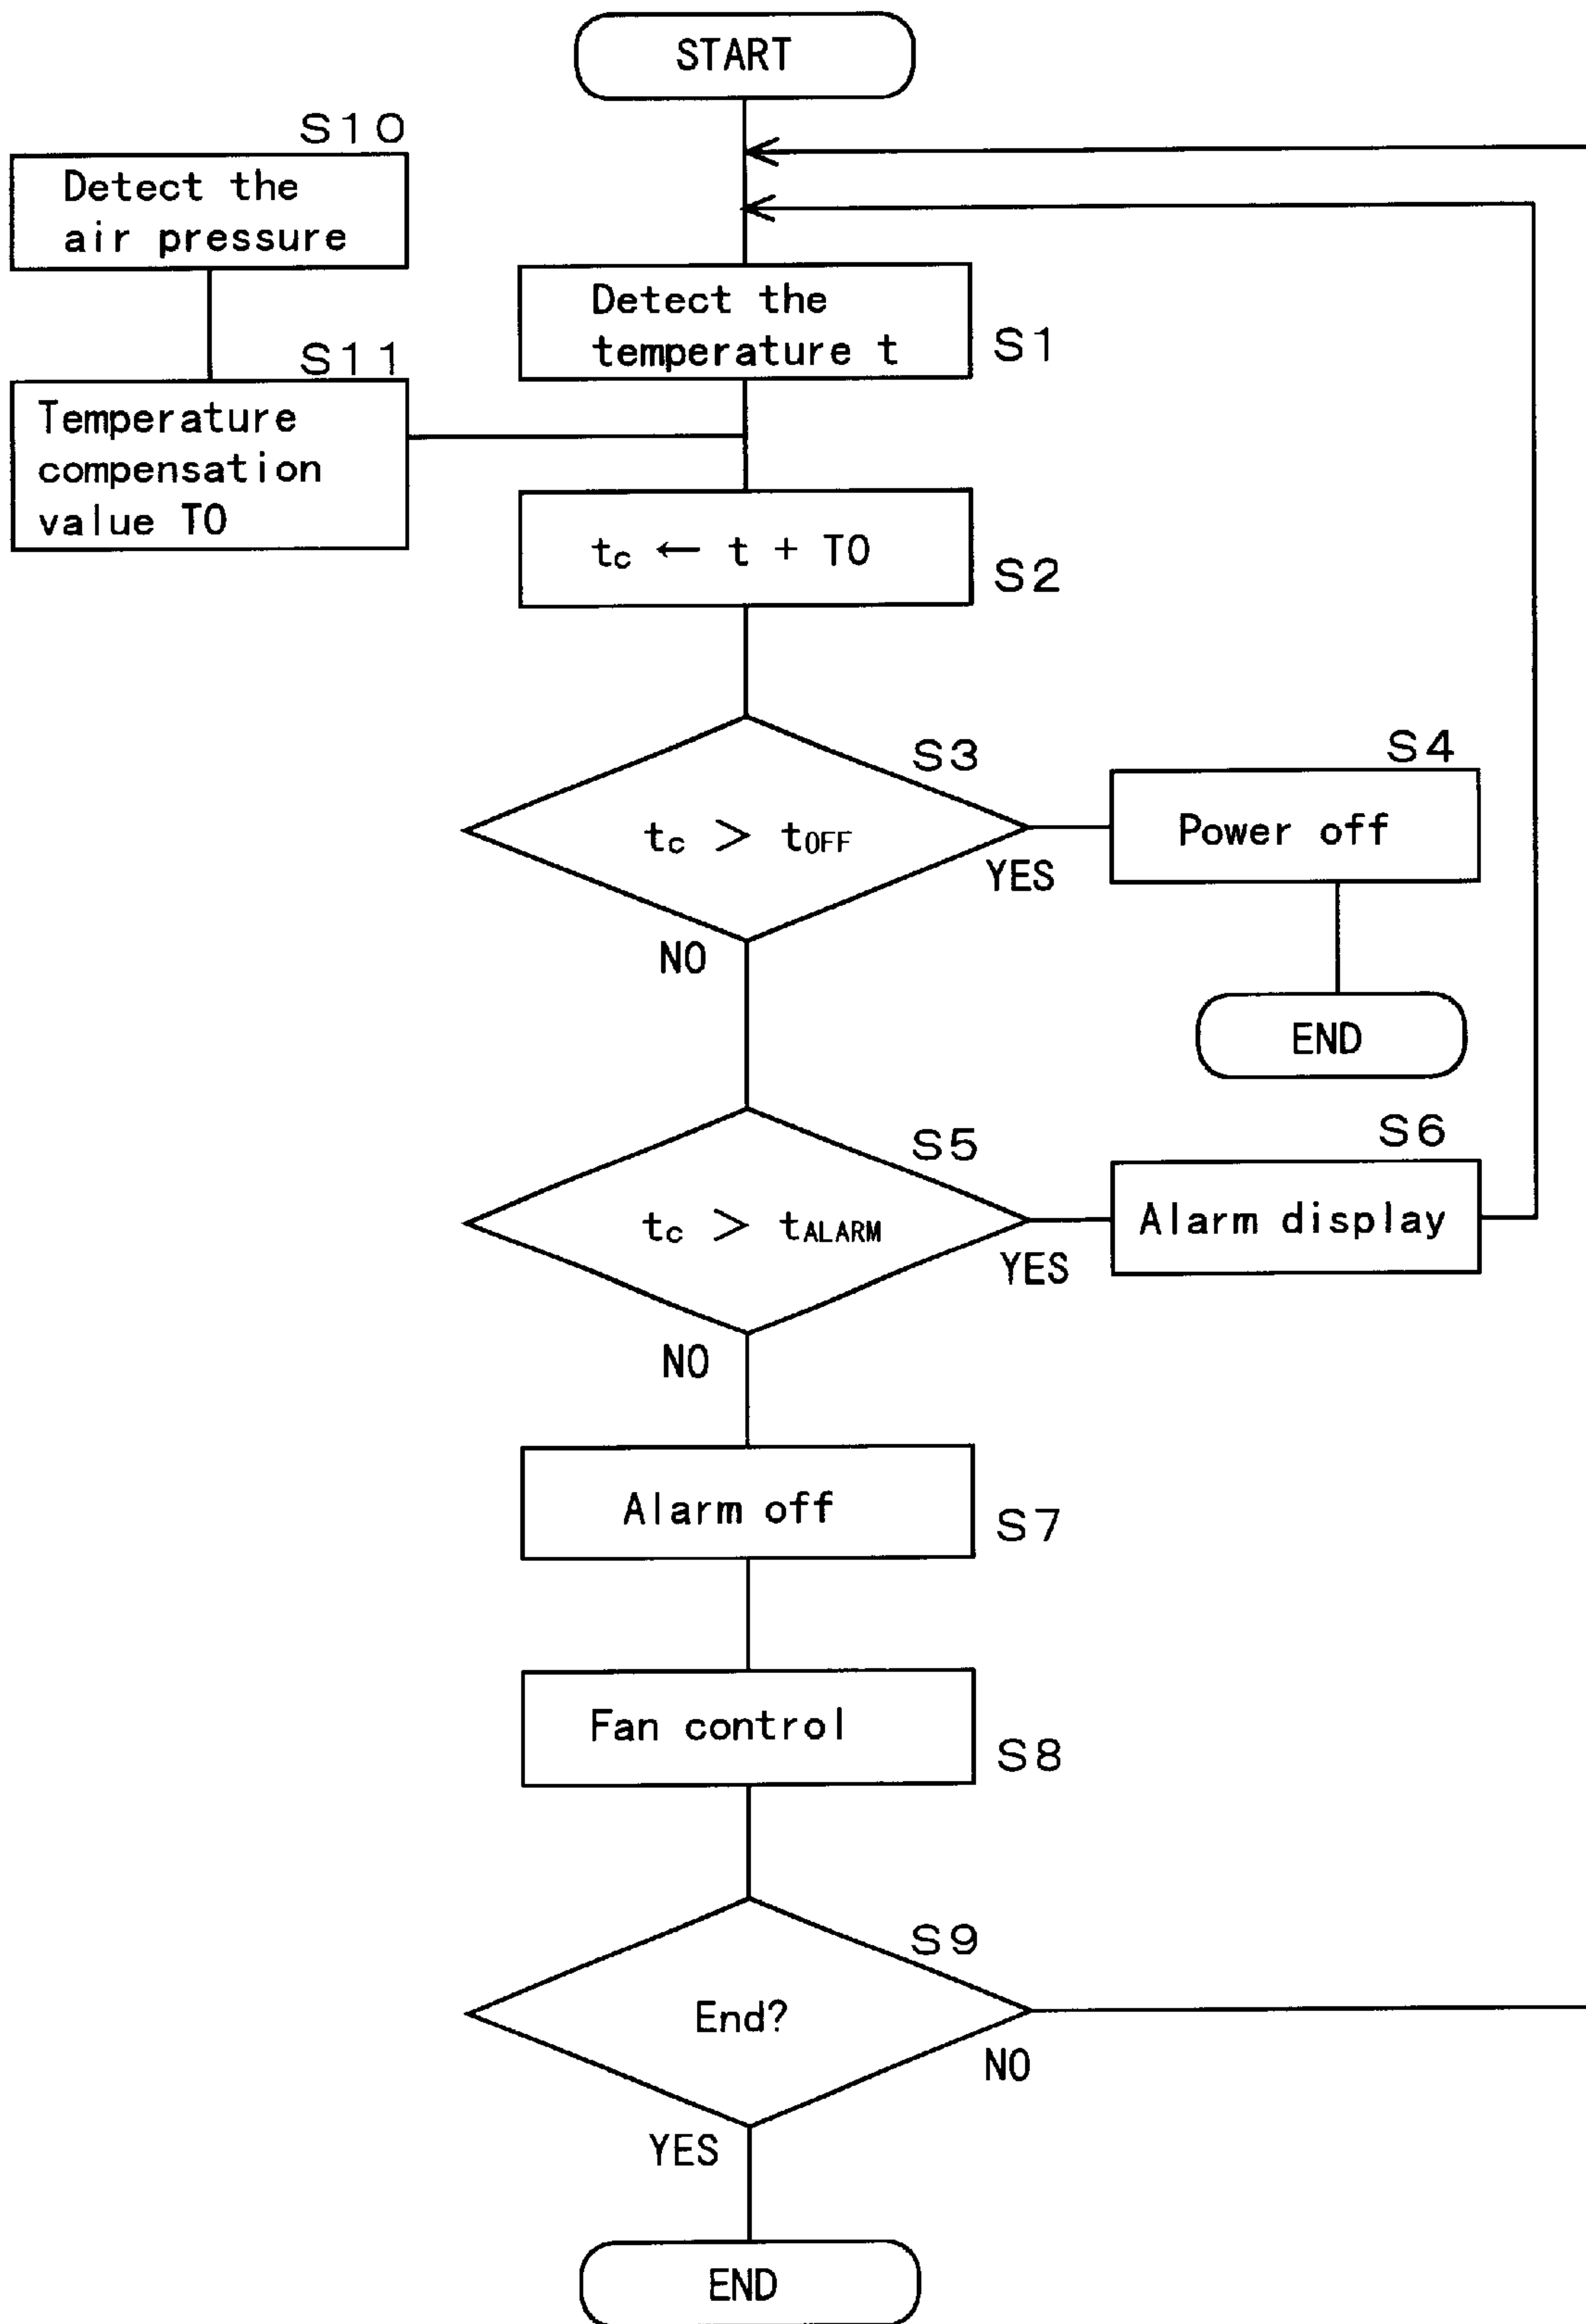 START
S10
Detect the
air pressure
Detect the
temperature t
S1
S11
Temperature
compensation
value TO
tc ← t + TO
S2
S3
tc > tOFF
YES
NO
S4
Power off
END
S5
tc > tALARM
YES
NO
S6
Alarm display
Alarm off
S7
Fan control
S8
S9
End?
NO
YES
END